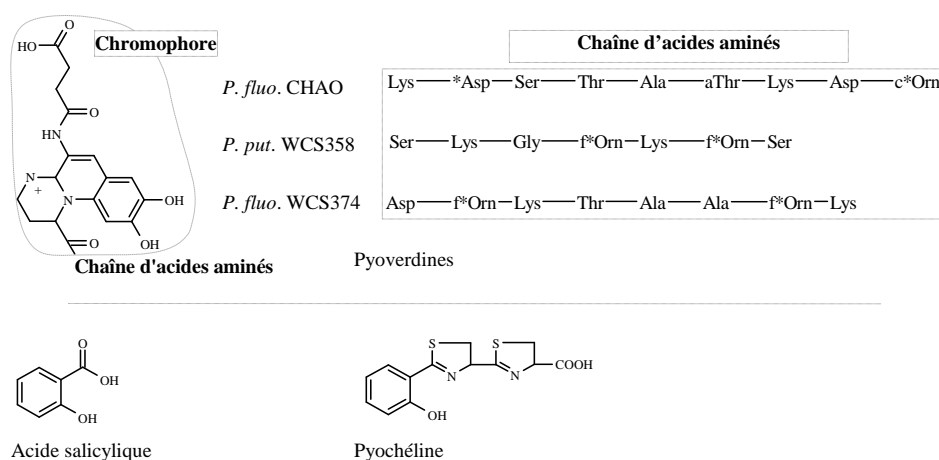 Chromophore
Chaîne d'acides aminés
P. fluo. CHAO Lys *Asp Ser Thr Ala aThr Lys Asp c*Orn
P. put. WCS358 Ser Lys Gly f*Orn Lys f*Orn Ser
P. fluo. WCS374 Asp f*Orn Lys Thr Ala Ala f*Orn Lys
O
HO
O
HN
N
+
N
OH
OH
O
Chaîne d'acides aminés
Pyoverdines
O
OH
OH
S
S
N
N
COOH
OH
Acide salicylique
Pyochéline